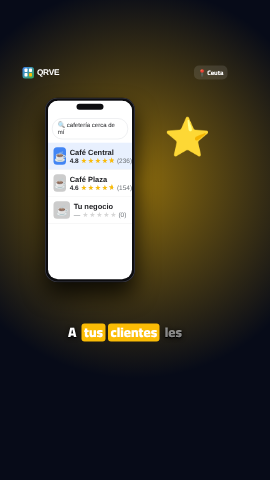 QRVE
📍 Ceuta
🔍 cafetería cerca de
mí
Café Central
4.8 ★★★★★ (236)
Café Plaza
4.6 ★★★★★ (154)
Tu negocio
— ★★★★★ (0)
A tus clientes les